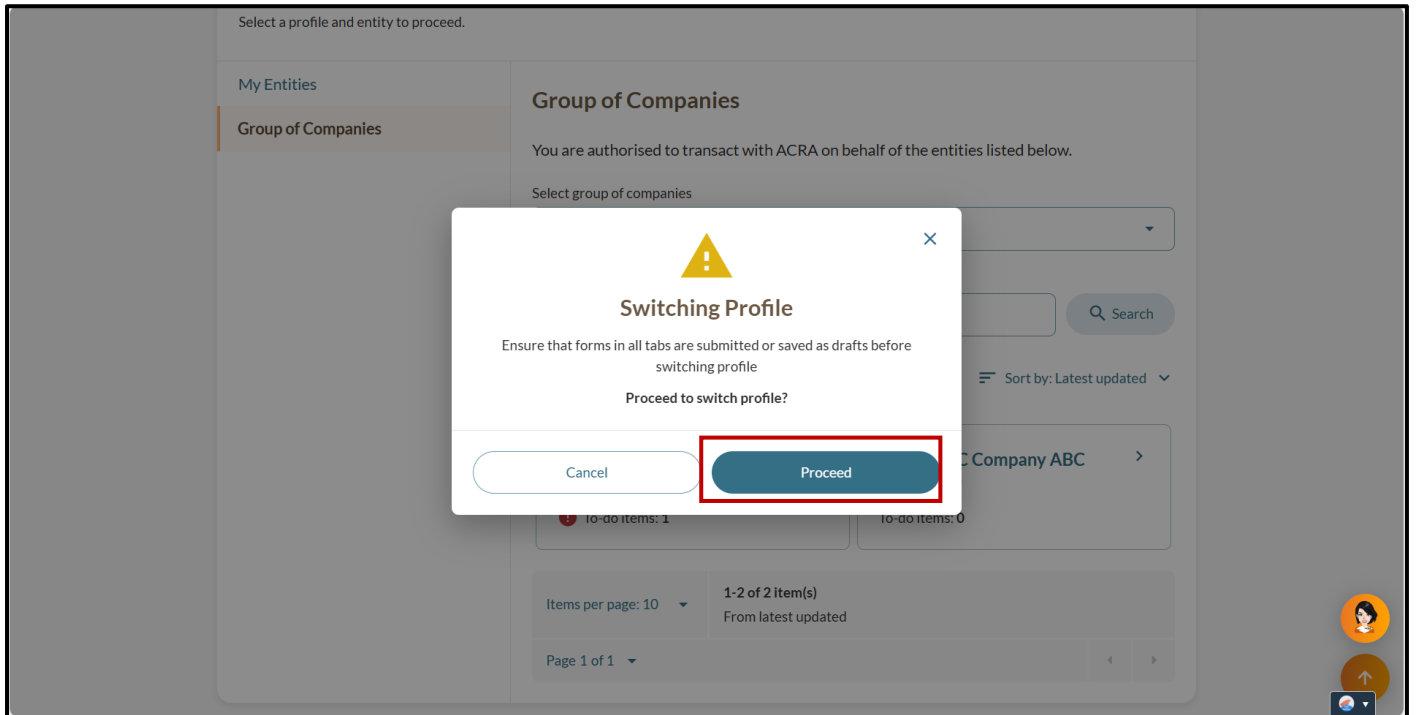 Select a profile and entity to proceed.
My Entities
Group of Companies
Group of Companies
You are authorised to transact with ACRA on behalf of the entities listed below.
Select group of companies
Search
Sort by: Latest updated
Switching Profile
Ensure that forms in all tabs are submitted or saved as drafts before
switching profile
Proceed to switch profile?
Cancel
Proceed
Company ABC
To-do items: 1
To-do items: 0
Items per page: 10
1-2 of 2 item(s)
From latest updated
Page 1 of 1